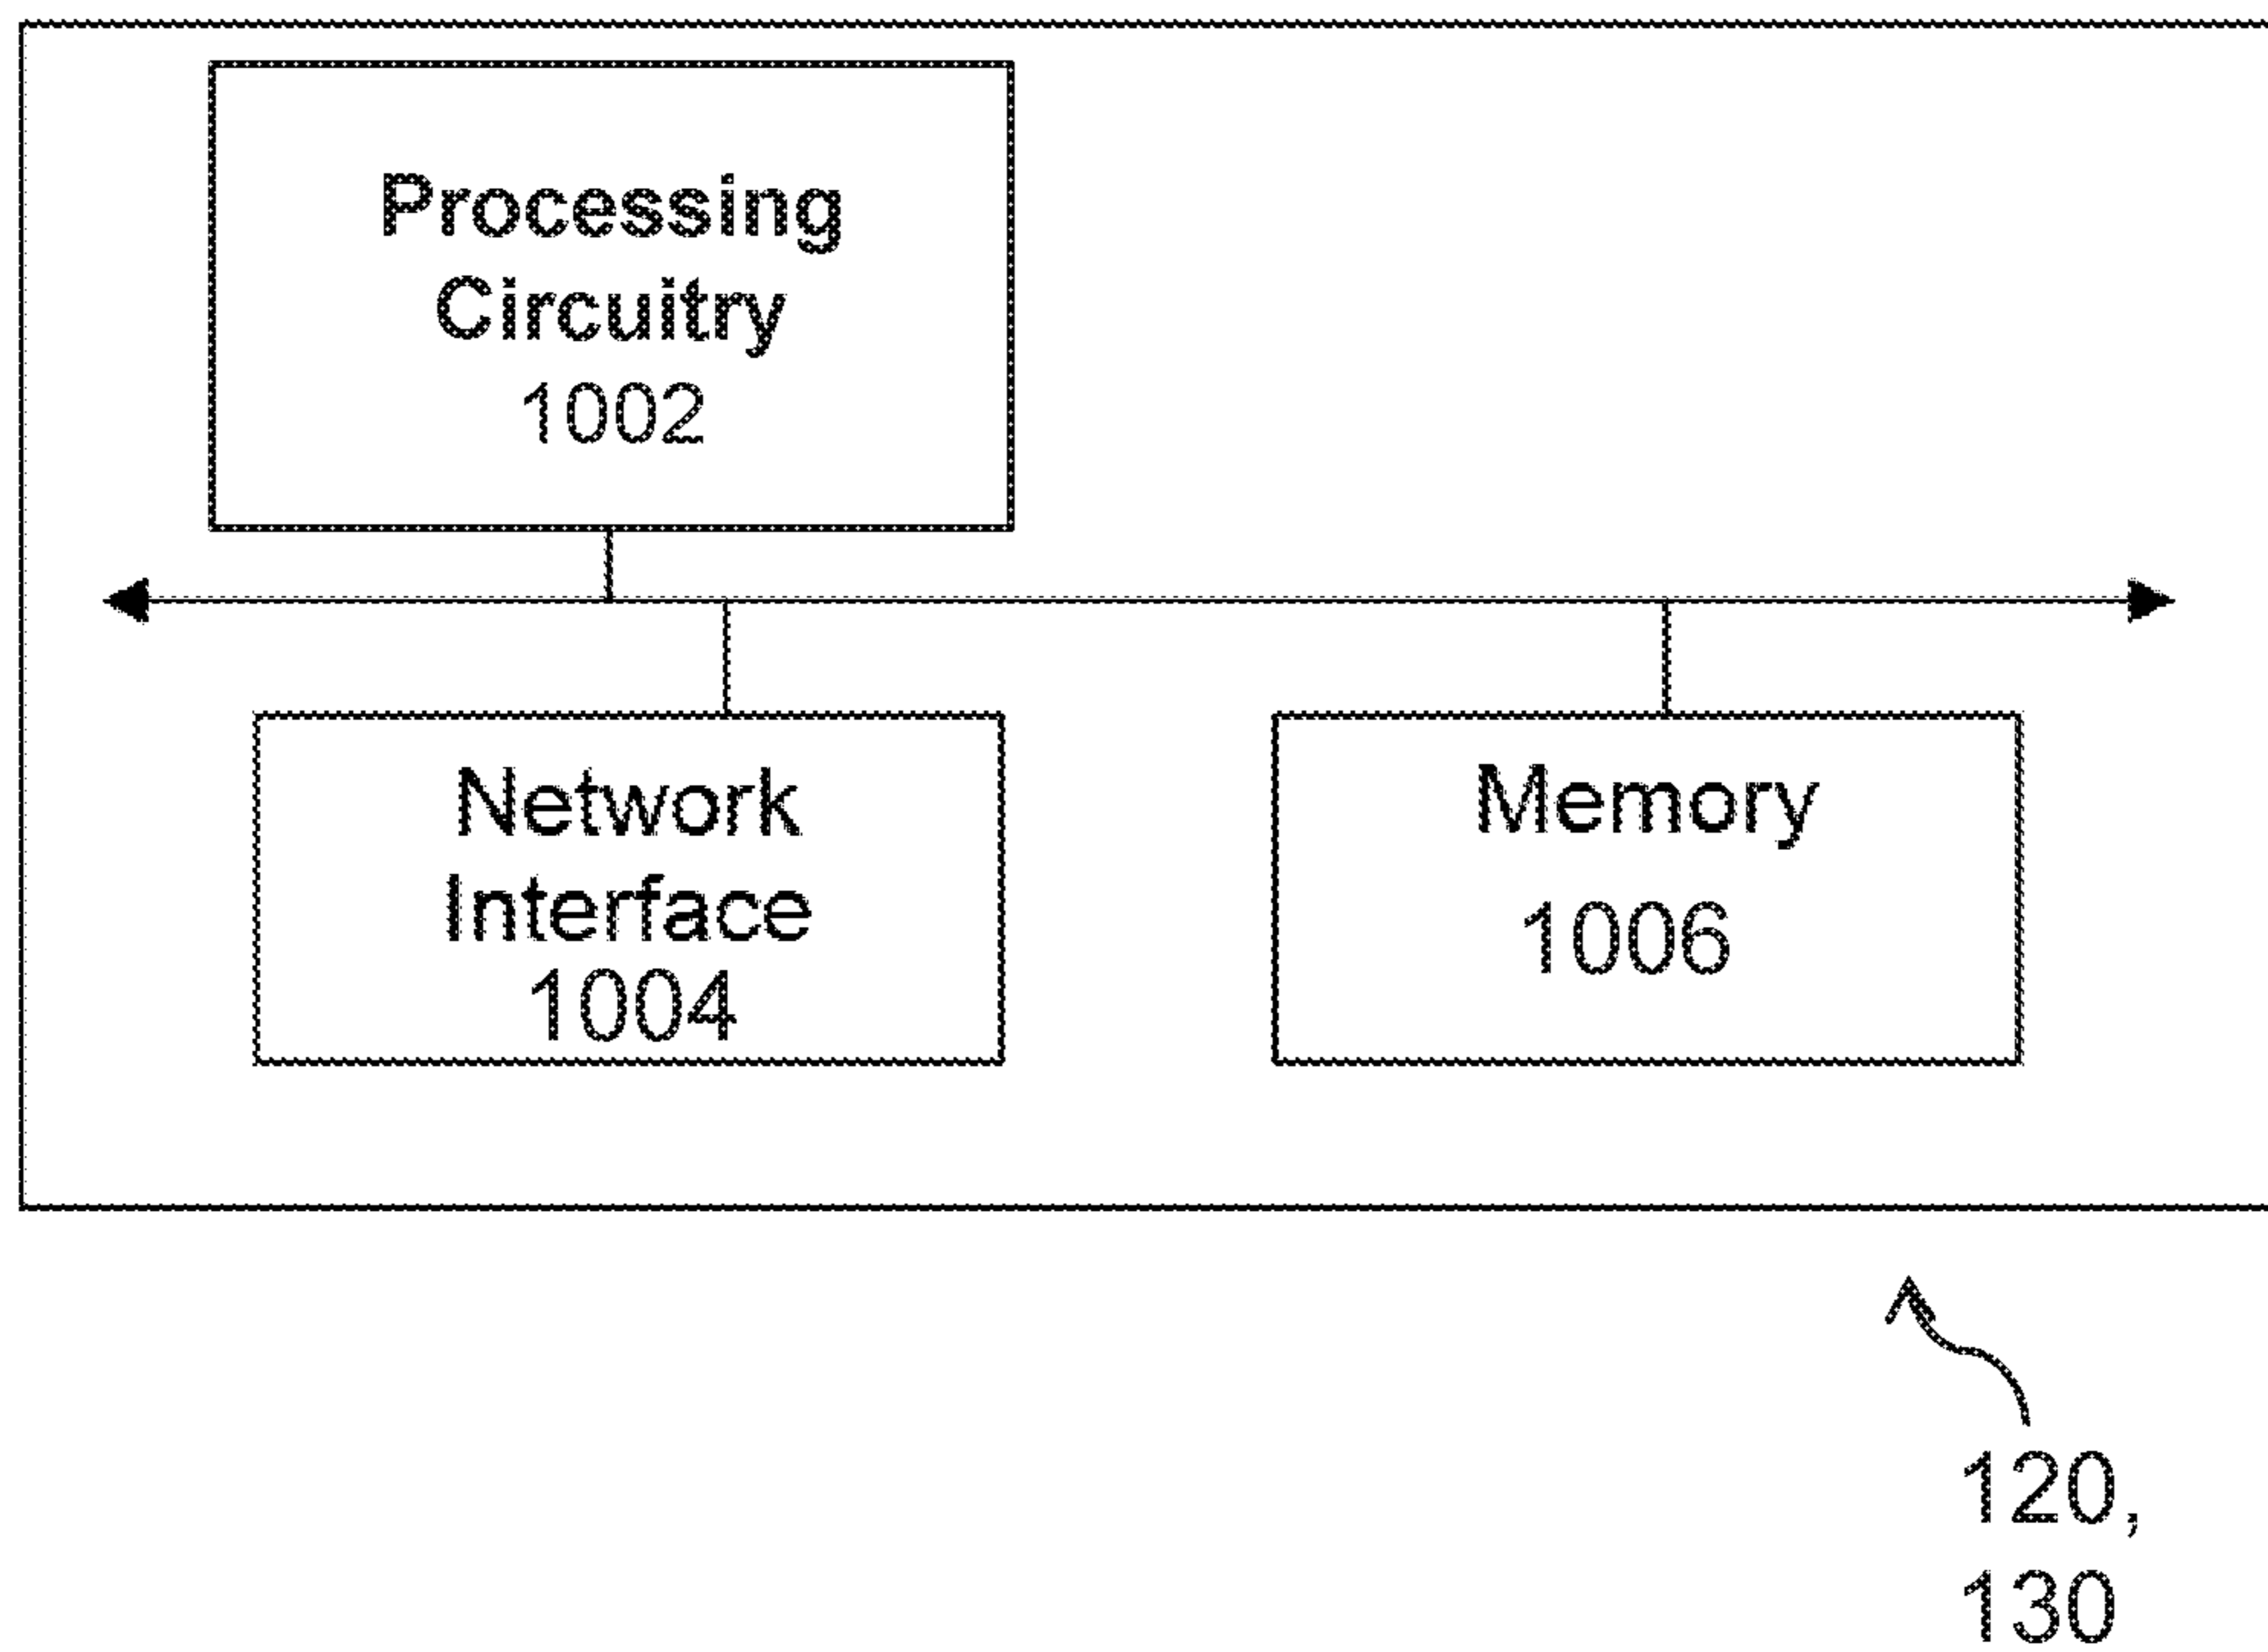 Processing
Circuitry
1002
Network
Interface
1004
Memory
1006
120,
130